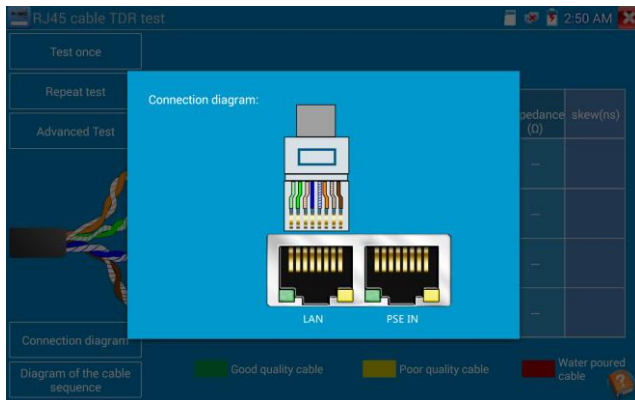 RJ45 cable TDR test
2:50 AM
Test once
Repeat test
Advanced Test
Connection diagram:
pedance skew(ns)
(Ω)
--
--
--
--
LAN PSE IN
Connection diagram
Diagram of the cable
sequence
Good quality cable
Poor quality cable
Water poured
cable